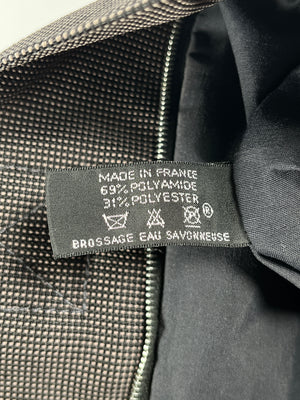 MADE IN FRANCE
69% POLYAMIDE
31% POLYESTER
P®
BROSSAGE EAU SAVONNEUSE